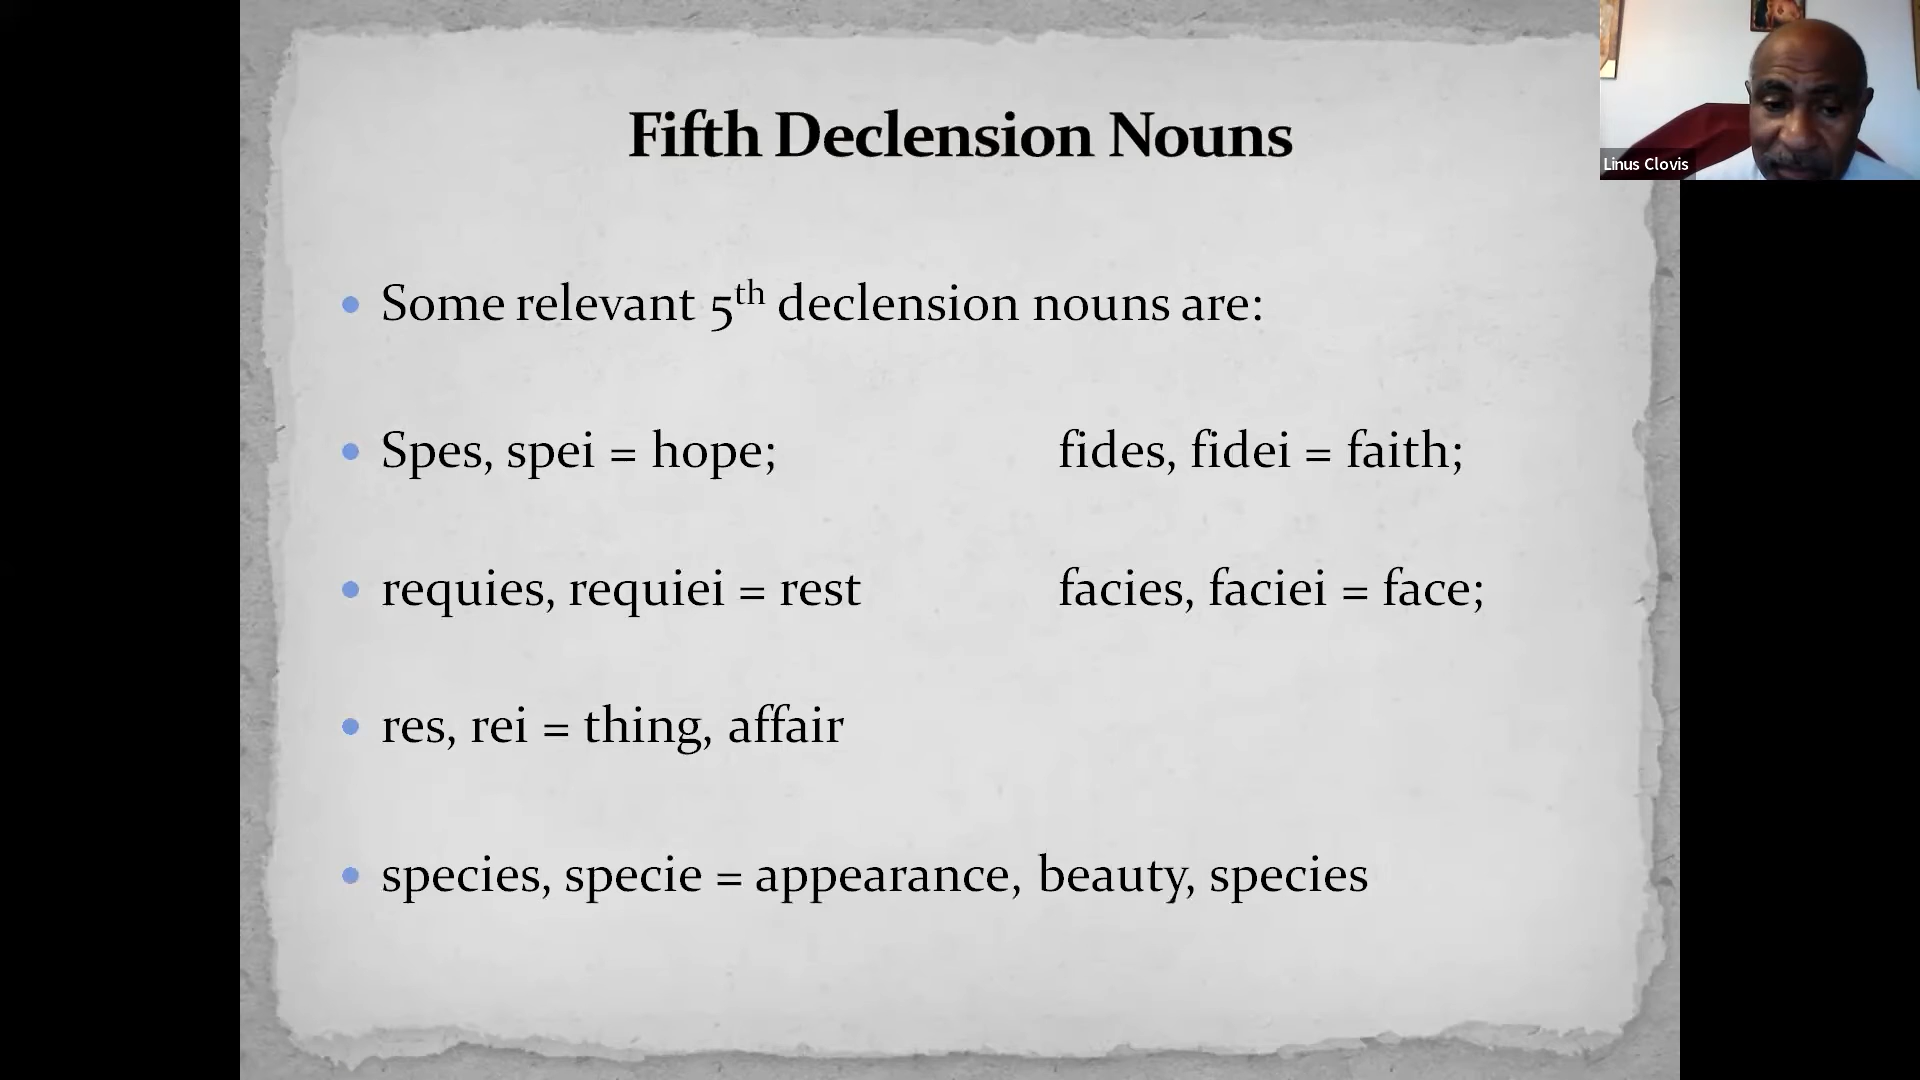 Fifth Declension Nouns
Linus Clovis
• Some relevant 5th declension nouns are:
• Spes, spei = hope; fides, fidei = faith;
• requies, requiei = rest facies, faciei = face;
• res, rei = thing, affair
• species, specie = appearance, beauty, species